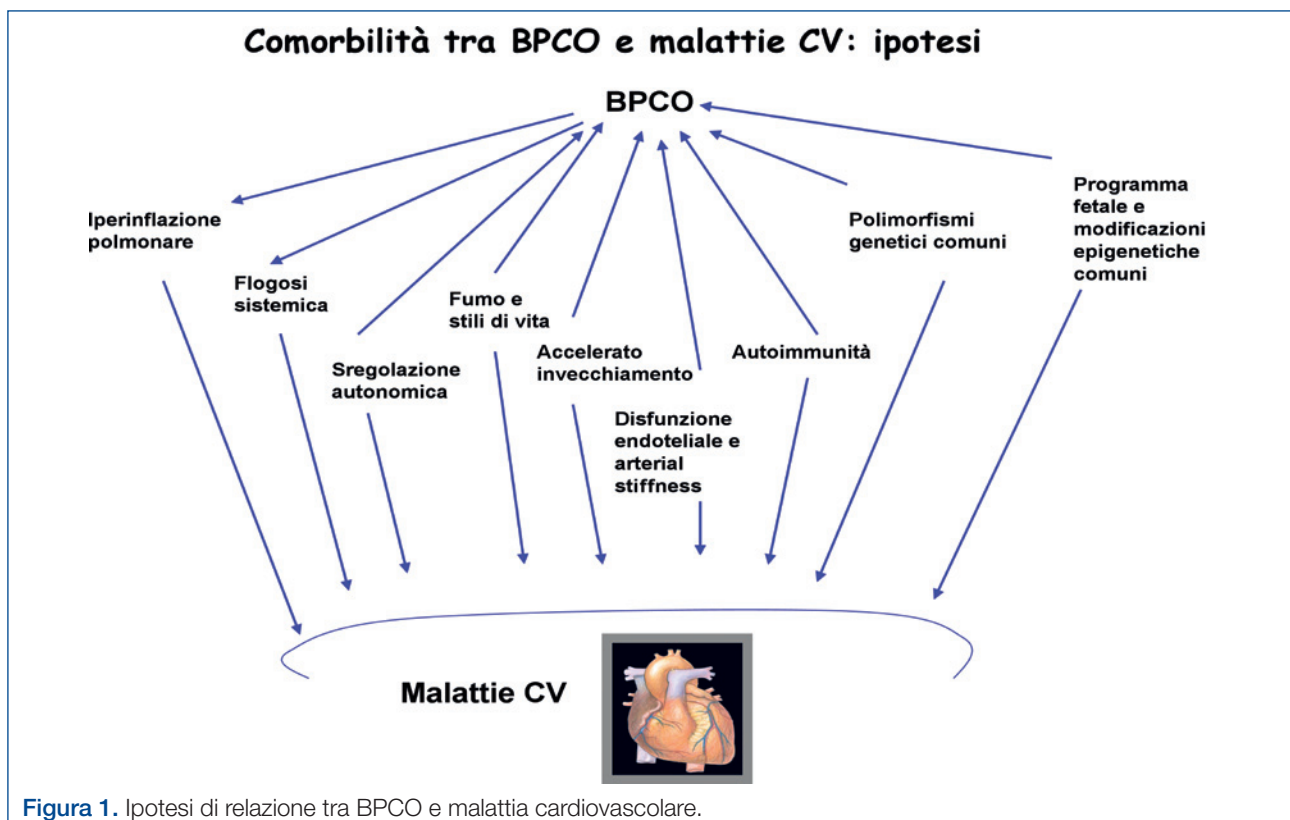 Comorbilità tra BPCO e malattie CV: ipotesi
BPCO
Iperinflazione
polmonare
Flogosi
sistemica
Sregolazione
autonomica
Fumo e
stili di vita
Accelerato
invecchiamento
Disfunzione
endoteliale e
arterial
stiffness
Autoimmunità
Polimorfismi
genetici comuni
Programma
fetale e
modificazioni
epigenetiche
comuni
Malattie CV
Figura 1. Ipotesi di relazione tra BPCO e malattia cardiovascolare.